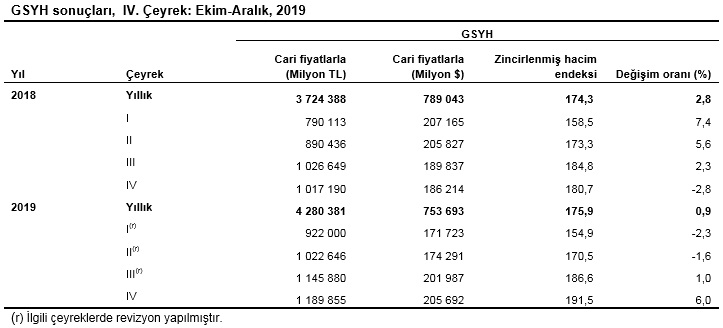 GSYH sonuçları, IV. Çeyrek: Ekim-Aralık, 2019
GSYH
Cari fiyatlarla Cari fiyatlarla Zincirlenmiş hacim
Yıl Çeyrek (Milyon TL) (Milyon $) endeksi Değişim oranı (%)
2018 Yıllık 3 724 388 789 043 174,3 2,8
I 790 113 207 165 158,5 7,4
II 890 436 205 827 173,3 5,6
III 1 026 649 189 837 184,8 2,3
IV 1 017 190 186 214 180,7 -2,8
2019 Yıllık 4 280 381 753 693 175,9 0,9
I(r) 922 000 171 723 154,9 -2,3
II(r) 1 022 646 174 291 170,5 -1,6
III(r) 1 145 880 201 987 186,6 1,0
IV 1 189 855 205 692 191,5 6,0
(r) İlgili çeyreklerde revizyon yapılmıştır.